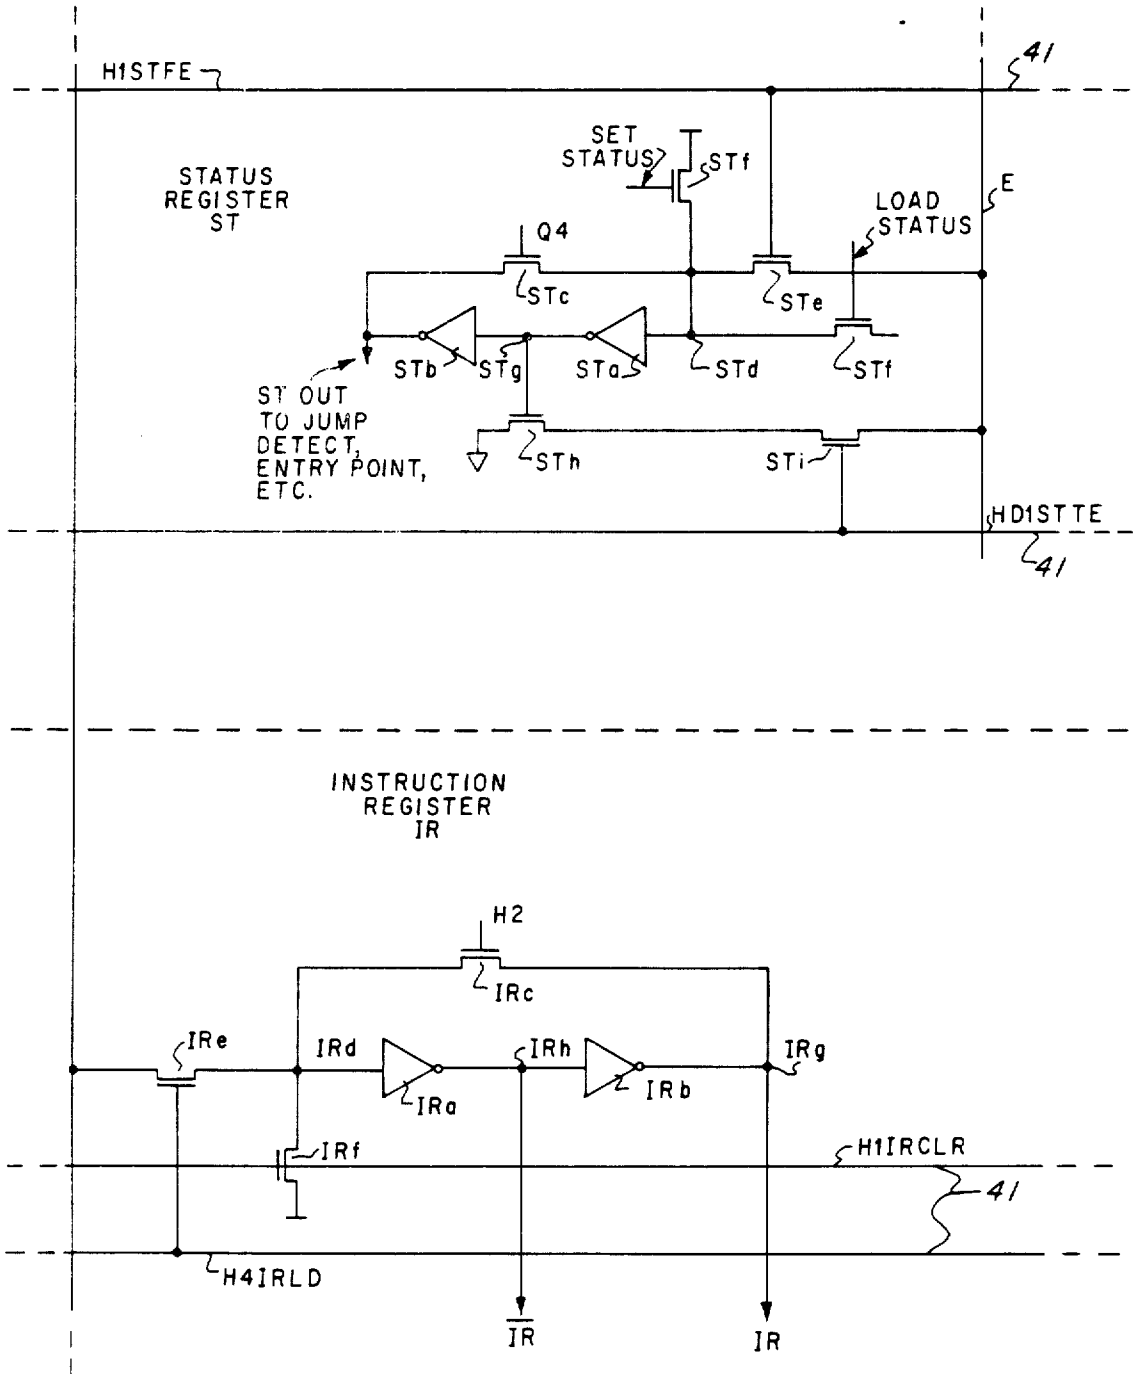 H1STFE
41
SET
STATUS
STf
STATUS
REGISTER
ST
E
LOAD
STATUS
Q4
STc
STe
STb
STg
STa
STd
STf
ST OUT
TO JUMP
DETECT,
ENTRY POINT,
ETC.
STh
STi
HD1STTE
41
INSTRUCTION
REGISTER
IR
H2
IRc
IRe
IRd
IRh
IRg
IRa
IRb
IRf
H1IRCLR
41
H4IRLD
IR
IR